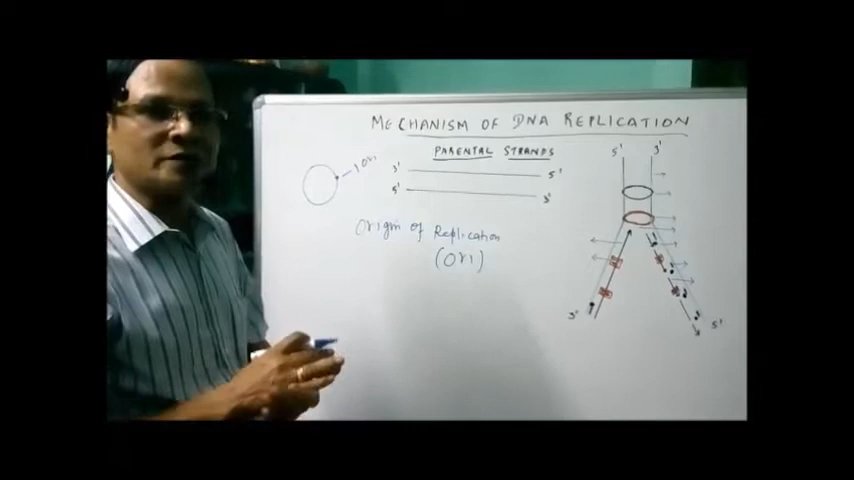 MECHANISM OF DNA REPLICATION
PARENTAL STRANDS
1 Ori
3' 5'
5' 3'
Origin of Replication
(Ori)
5' 3'
3' 5'